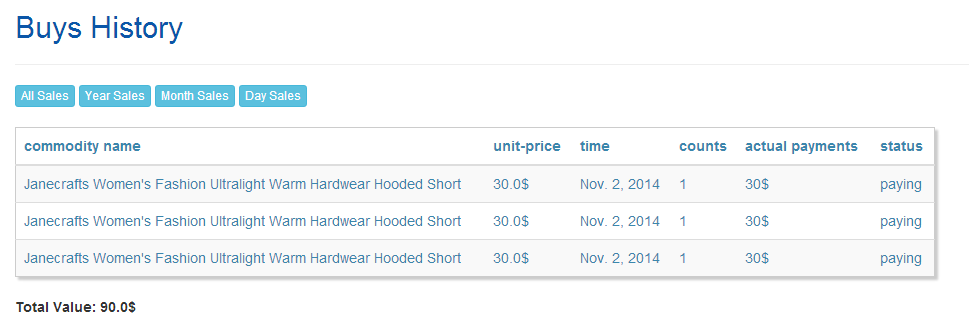 Buys History
All Sales Year Sales Month Sales Day Sales
commodity name unit-price time counts actual payments status
Janecrafts Women's Fashion Ultralight Warm Hardwear Hooded Short 30.0$ Nov. 2, 2014 1 30$ paying
Janecrafts Women's Fashion Ultralight Warm Hardwear Hooded Short 30.0$ Nov. 2, 2014 1 30$ paying
Janecrafts Women's Fashion Ultralight Warm Hardwear Hooded Short 30.0$ Nov. 2, 2014 1 30$ paying
Total Value: 90.0$